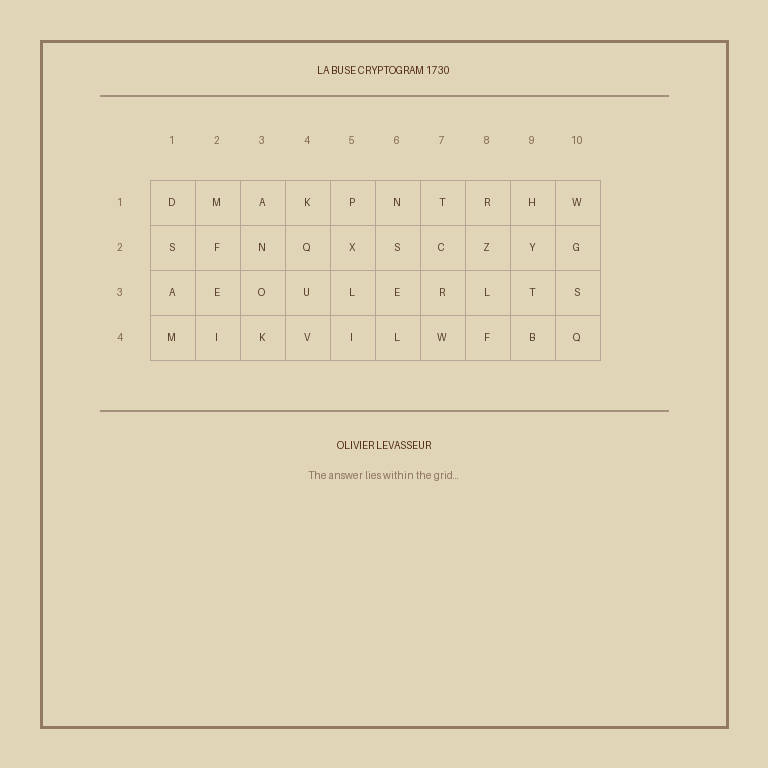 LA BUSE CRYPTOGRAM 1730
1 2 3 4 5 6 7 8 9 10
1 D M A K P N T R H W
2 S F N Q X S C Z Y G
3 A E O U L E R L T S
4 M I K V I L W F B Q
OLIVIER LEVASSEUR
The answer lies within the grid...